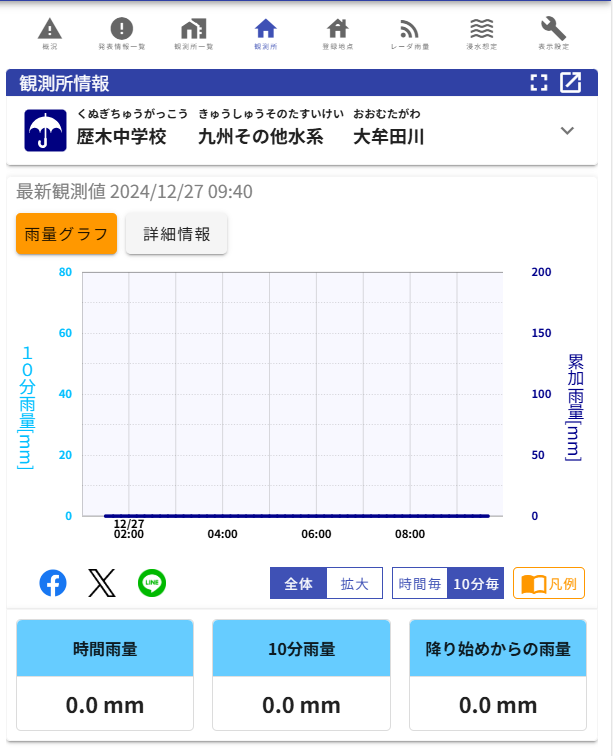 概況 発表情報一覧 観測所一覧 観測所 登録地点 レーダ雨量 浸水想定 表示設定
観測所情報
くぬぎちゅうがっこう きゅうしゅうそのたすいけい おおむたがわ
歴木中学校 九州その他水系 大牟田川
最新観測値 2024/12/27 09:40
雨量グラフ 詳細情報
80 200
60 150
40 100
20 50
0 0
10分雨量[mm]
累加雨量[mm]
12/27
02:00 04:00 06:00 08:00
LINE 全体 拡大 時間毎 10分毎 凡例
時間雨量 10分雨量 降り始めからの雨量
0.0 mm 0.0 mm 0.0 mm